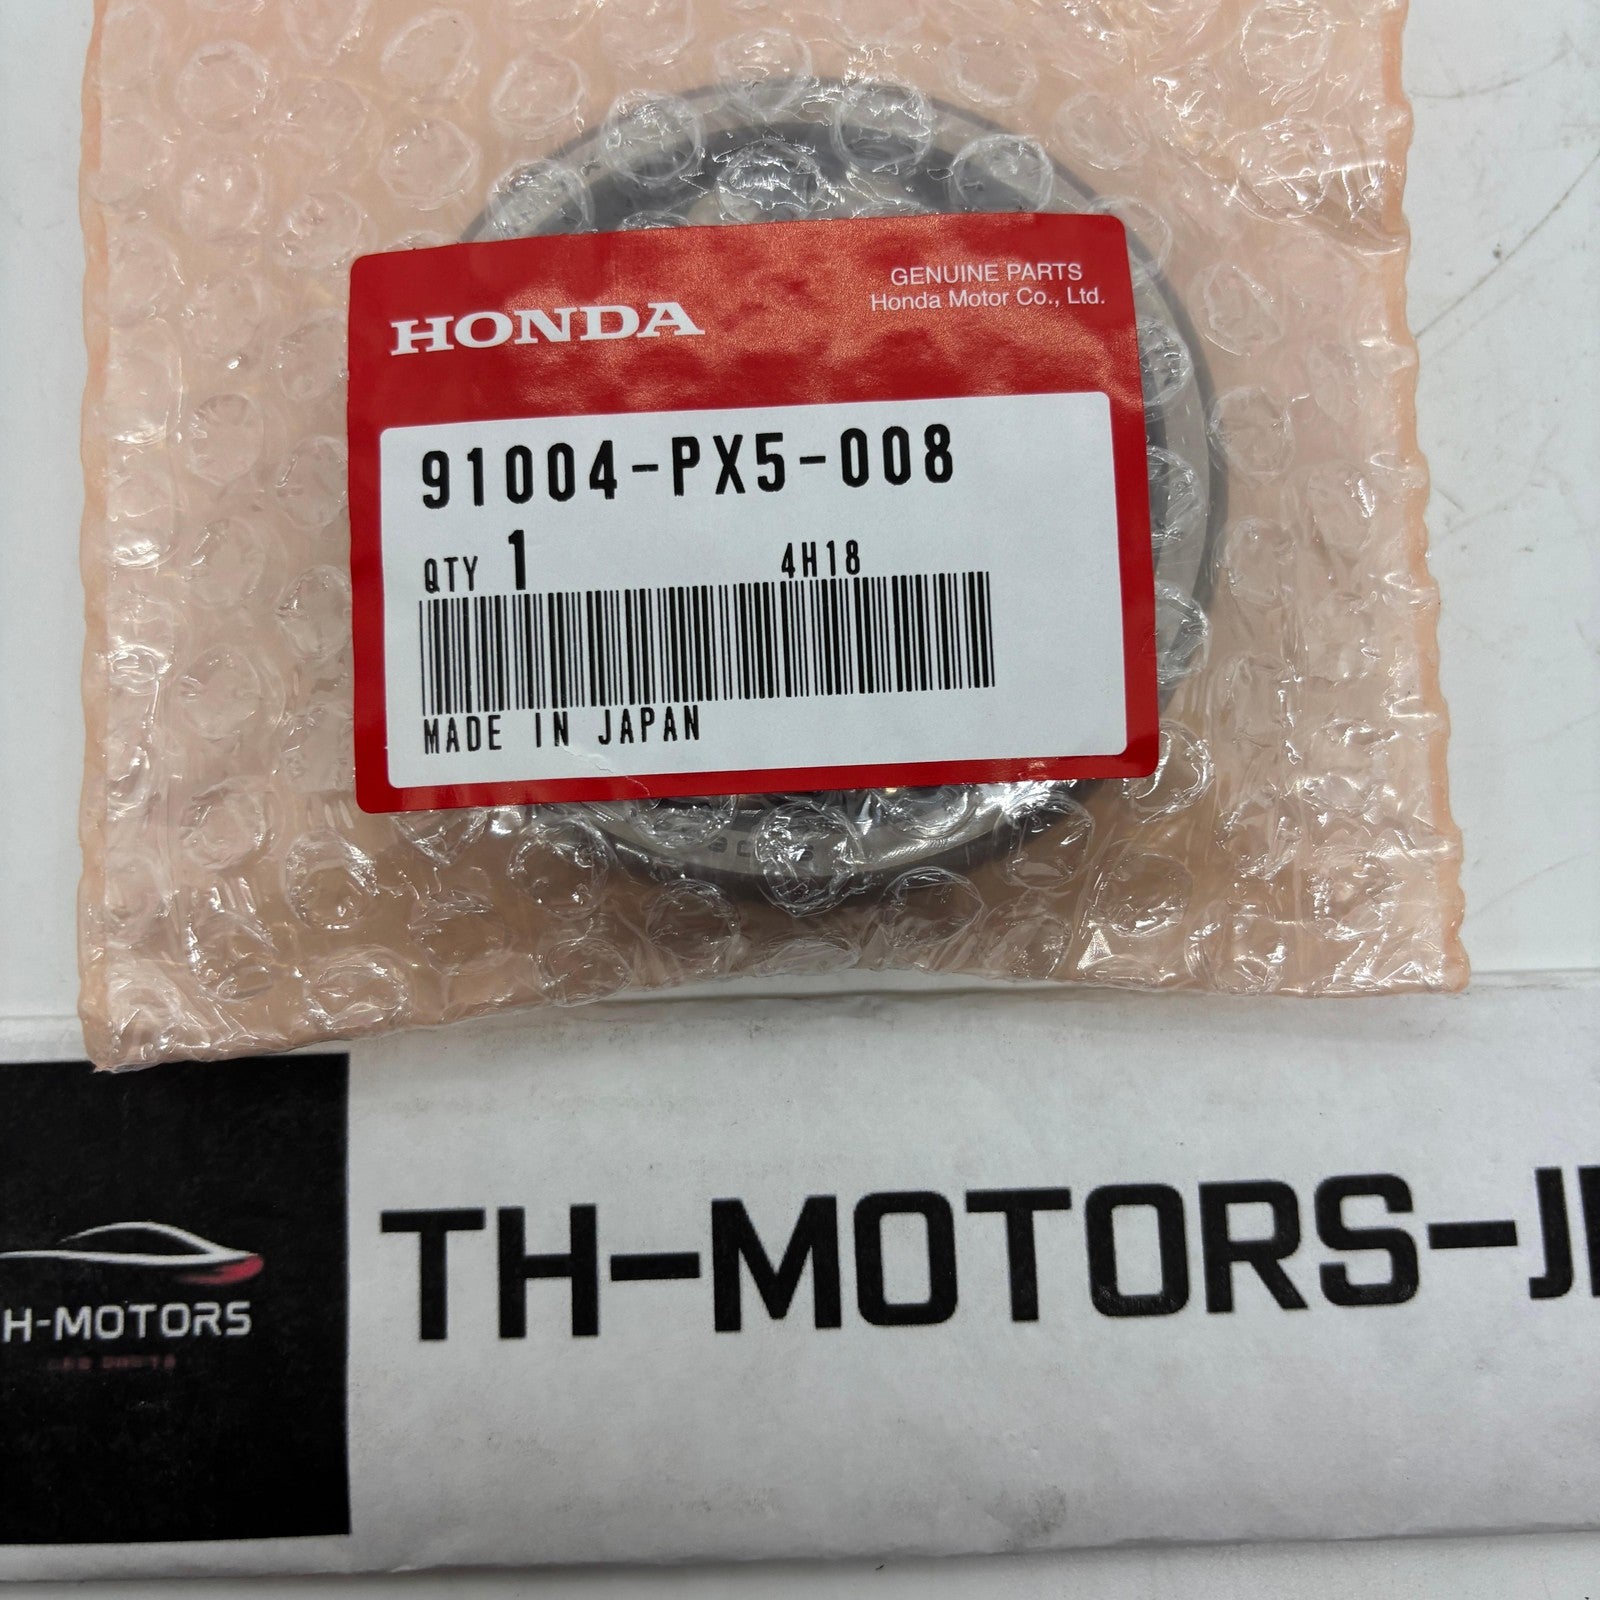 HONDA
GENUINE PARTS
Honda Motor Co., Ltd.
91004-PX5-008
QTY 1
4H18
MADE IN JAPAN
TH-MOTORS-J
H-MOTORS